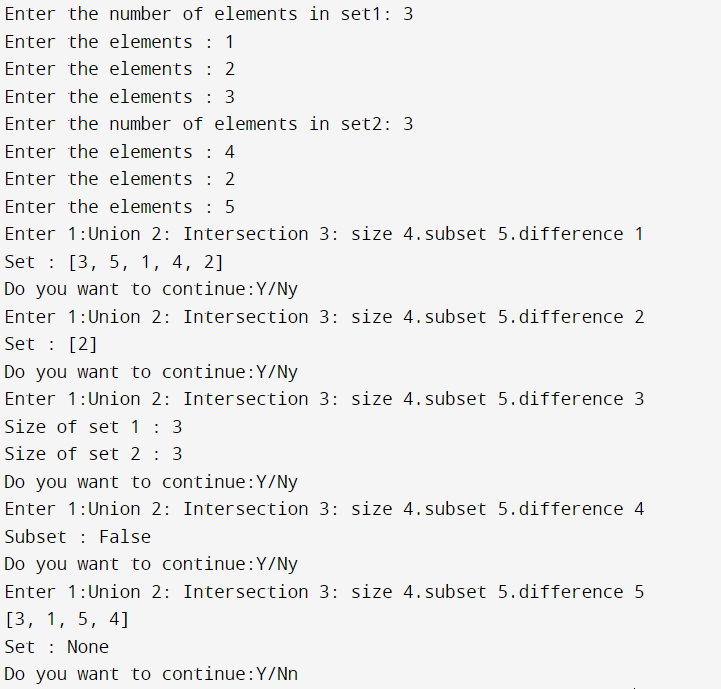 Enter the number of elements in set1: 3
Enter the elements : 1
Enter the elements : 2
Enter the elements : 3
Enter the number of elements in set2: 3
Enter the elements : 4
Enter the elements : 2
Enter the elements : 5
Enter 1:Union 2: Intersection 3: size 4.subset 5.difference 1
Set : [3, 5, 1, 4, 2]
Do you want to continue:Y/Ny
Enter 1:Union 2: Intersection 3: size 4.subset 5.difference 2
Set : [2]
Do you want to continue:Y/Ny
Enter 1:Union 2: Intersection 3: size 4.subset 5.difference 3
Size of set 1 : 3
Size of set 2 : 3
Do you want to continue:Y/Ny
Enter 1:Union 2: Intersection 3: size 4.subset 5.difference 4
Subset : False
Do you want to continue:Y/Ny
Enter 1:Union 2: Intersection 3: size 4.subset 5.difference 5
[3, 1, 5, 4]
Set : None
Do you want to continue:Y/Nn